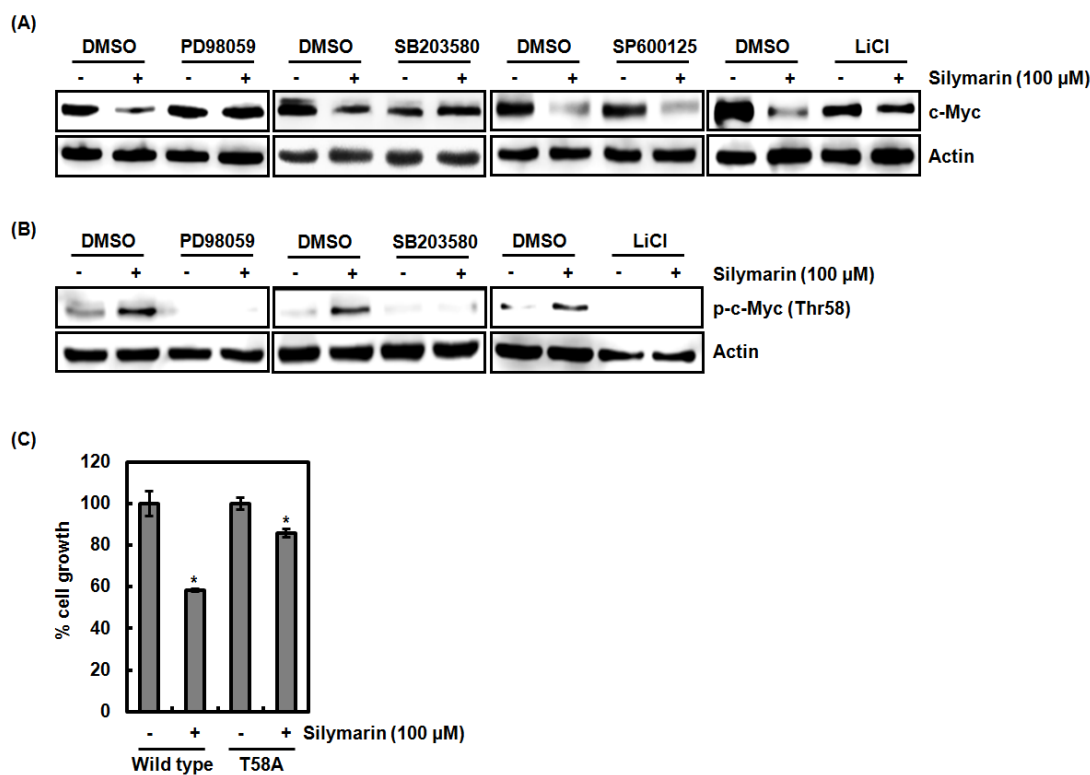 (A)
DMSO PD98059 DMSO SB203580 DMSO SP600125 DMSO LiCl
- + - + - + - + - + - + - + - + Silymarin (100 µM)
c-Myc
Actin
(B)
DMSO PD98059 DMSO SB203580 DMSO LiCl
- + - + - + - + - + - + Silymarin (100 µM)
p-c-Myc (Thr58)
Actin
(C)
120
100
80
60
40
20
0
% cell growth
* *
- + - + Silymarin (100 µM)
Wild type T58A